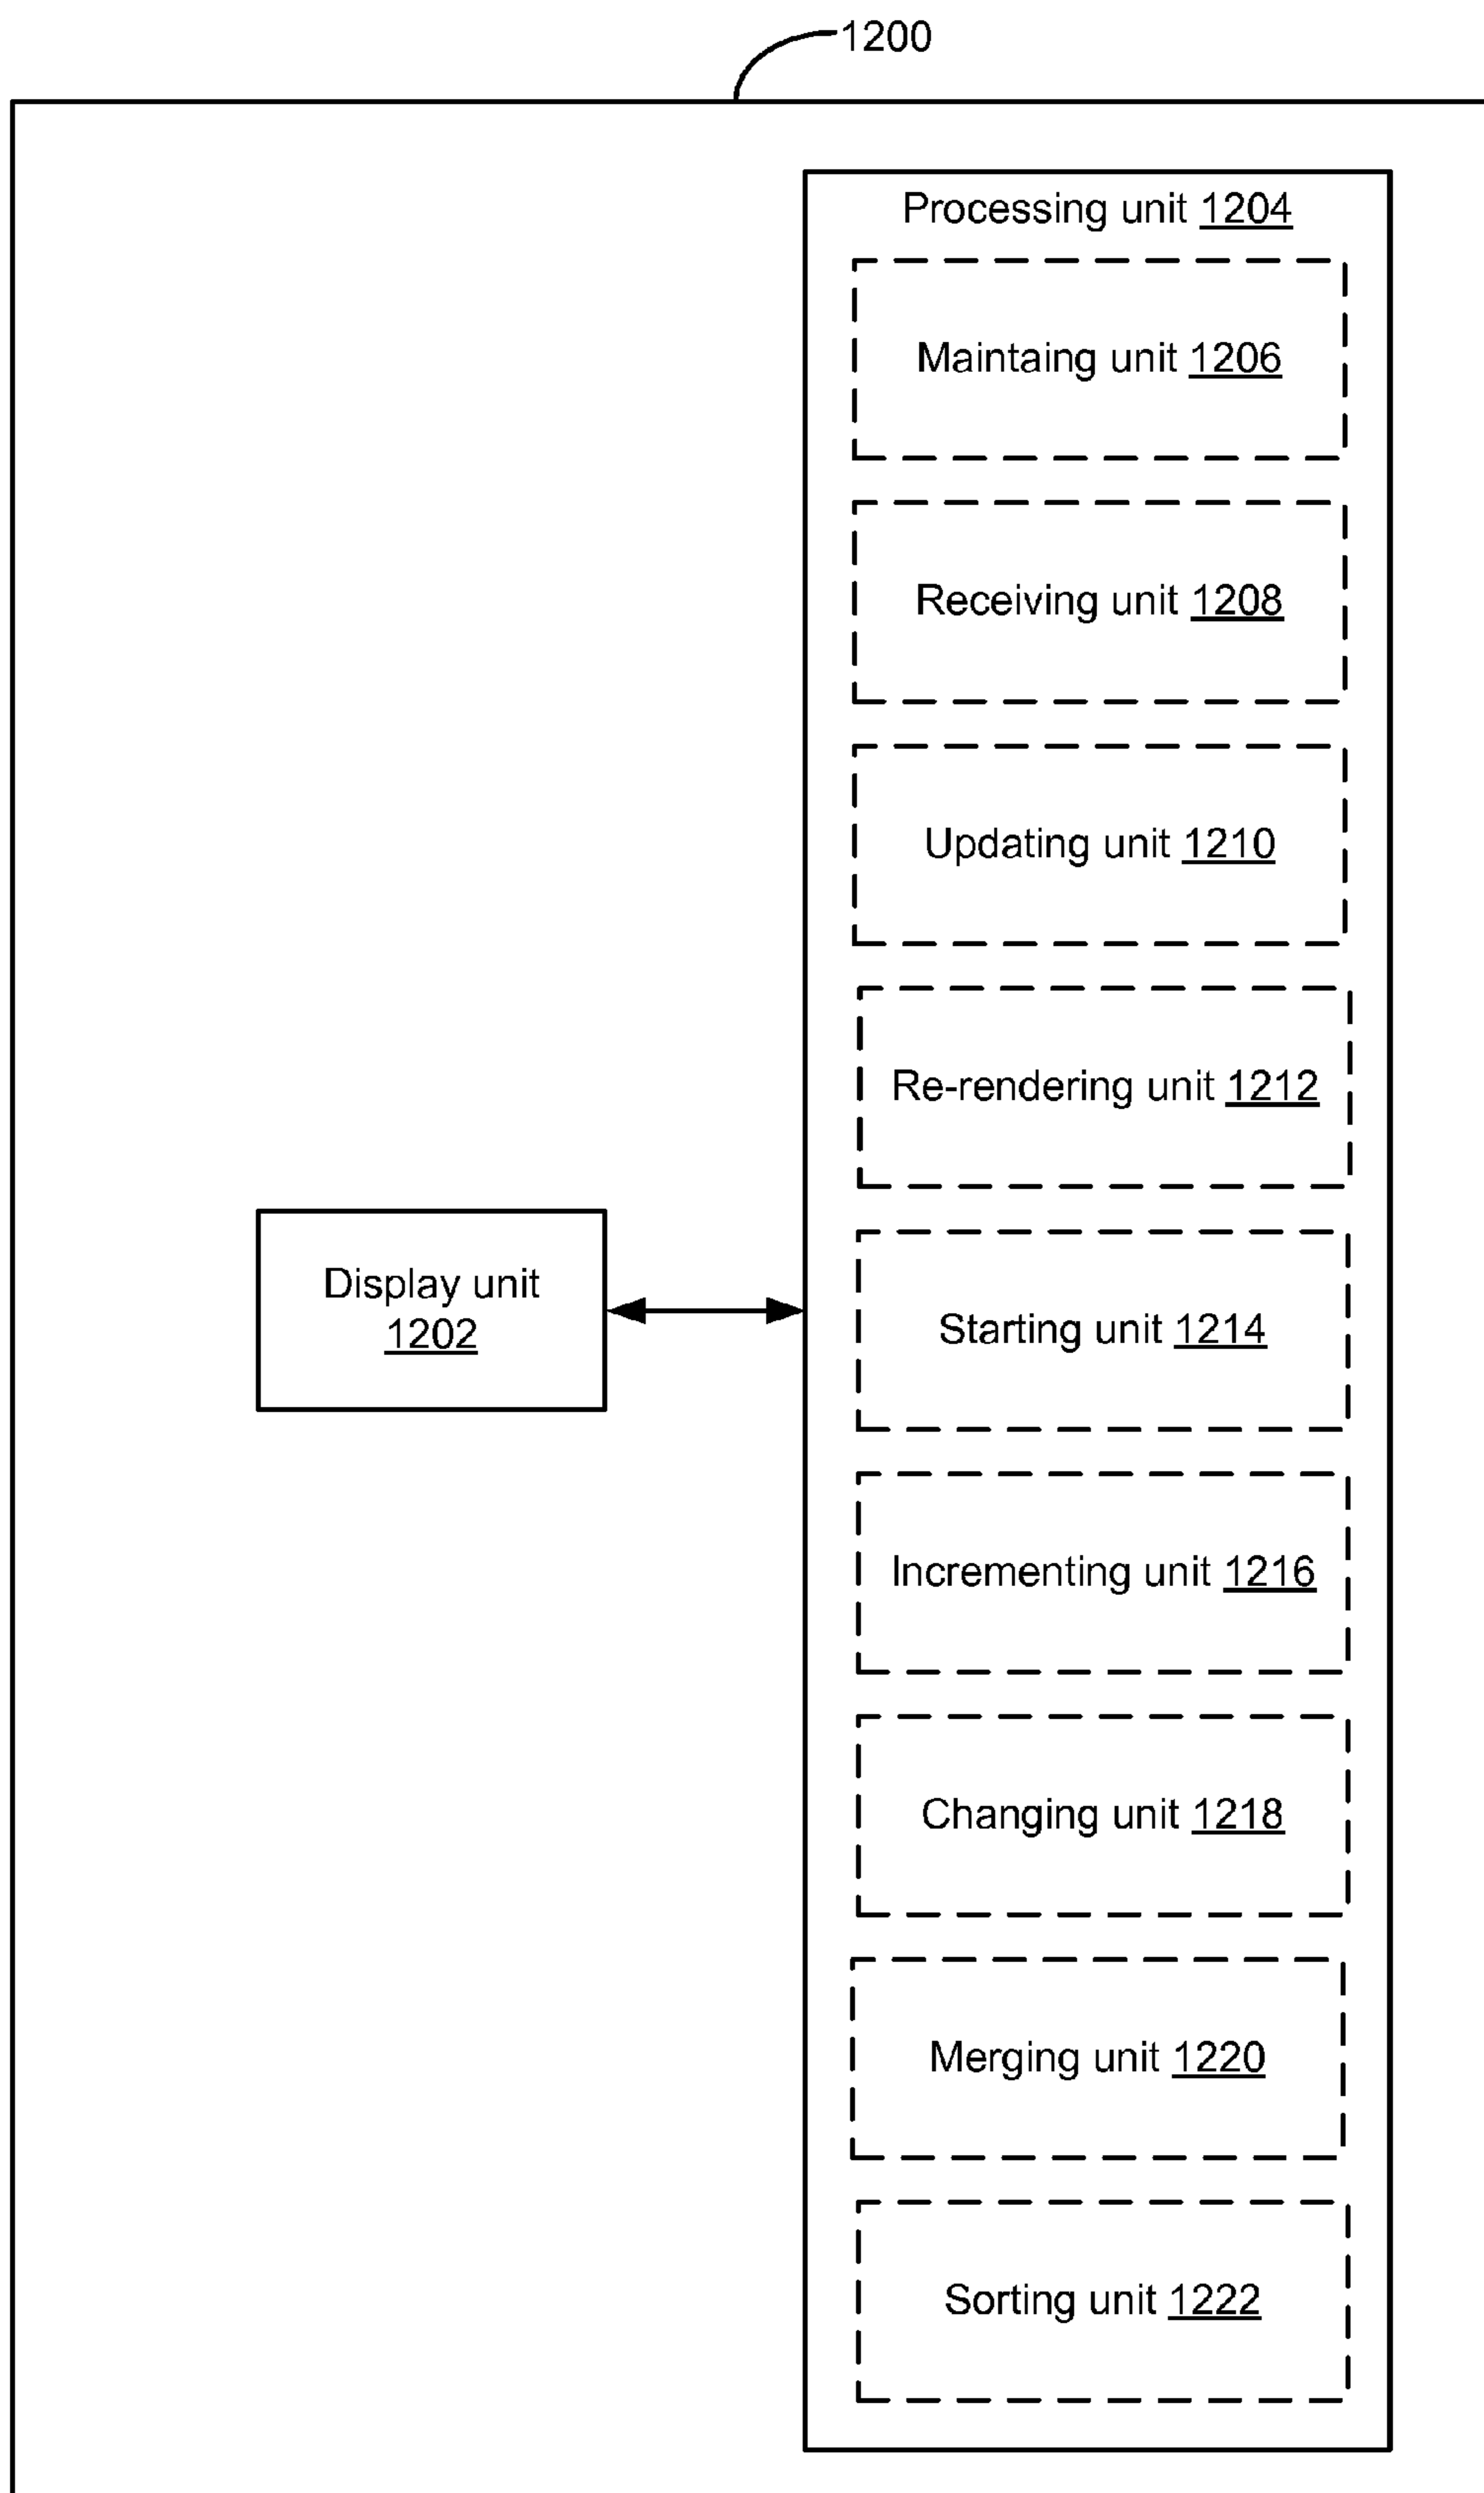 1200
Processing unit 1204
Maintaing unit 1206
Receiving unit 1208
Updating unit 1210
Re-rendering unit 1212
Display unit
1202
Starting unit 1214
Incrementing unit 1216
Changing unit 1218
Merging unit 1220
Sorting unit 1222